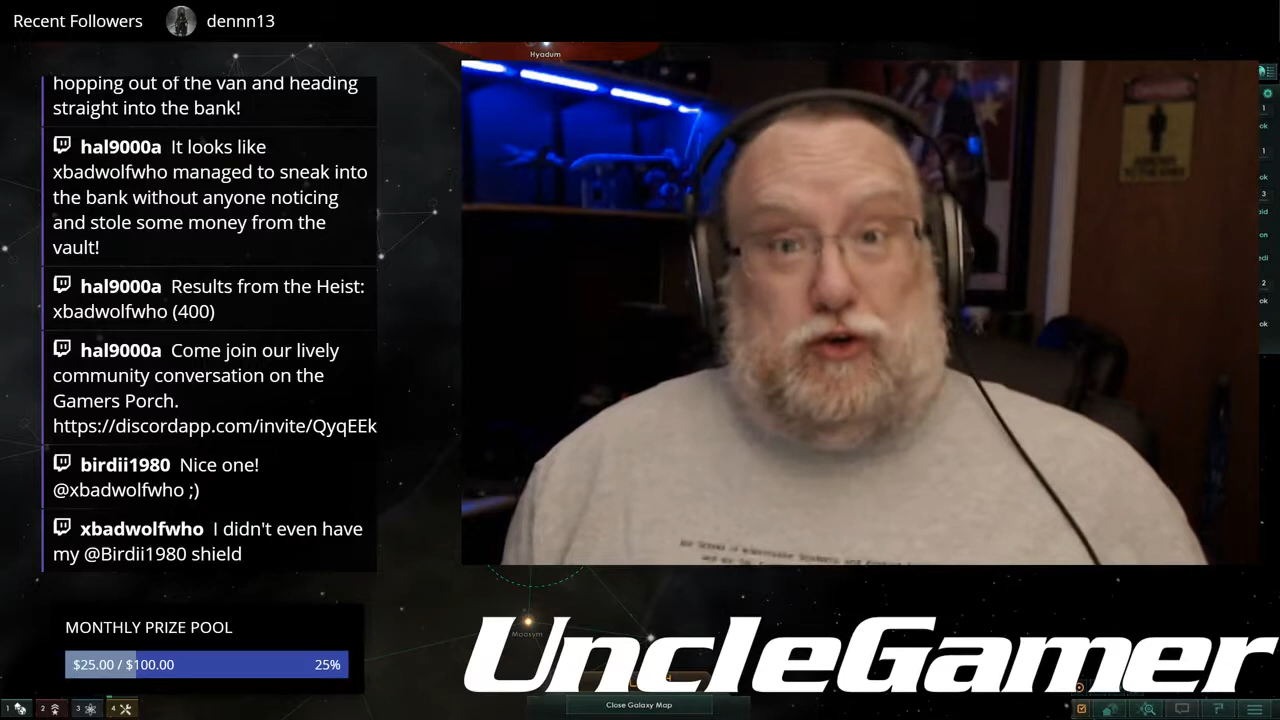 Recent Followers dennn13
Hyadum
hopping out of the van and heading
straight into the bank!
hal9000a It looks like
xbadwolfwho managed to sneak into
the bank without anyone noticing
and stole some money from the
vault!
hal9000a Results from the Heist:
xbadwolfwho (400)
hal9000a Come join our lively
community conversation on the
Gamers Porch.
https://discordapp.com/invite/QyqEEk
birdii1980 Nice one!
@xbadwolfwho ;)
xbadwolfwho I didn't even have
my @Birdii1980 shield
MONTHLY PRIZE POOL
$25.00 / $100.00 25%
UncleGamer
Close Galaxy Map
1 2 3 4